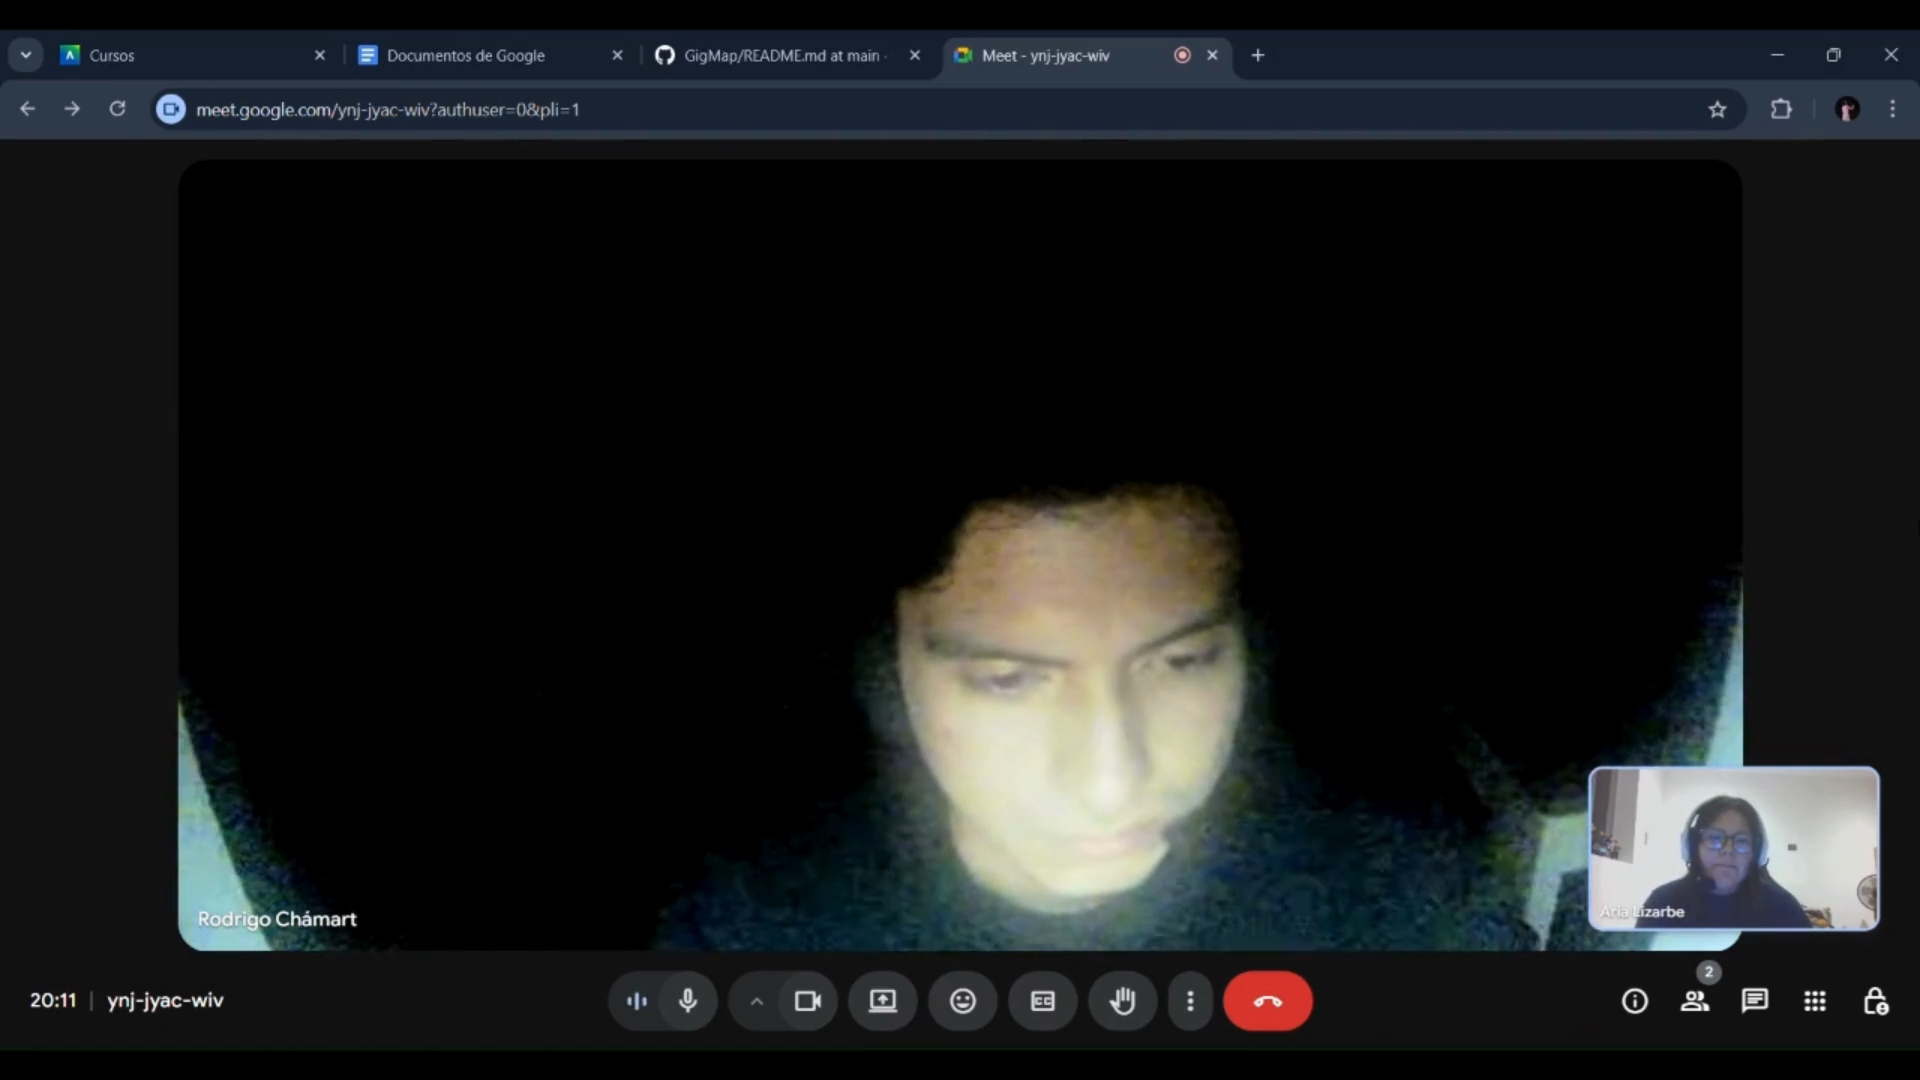 Cursos
Documentos de Google
GigMap/README.md at main ·
Meet - ynj-jyac-wiv
meet.google.com/ynj-jyac-wiv?authuser=0&pli=1
Rodrigo Chámart
Aria Lizarbe
2
20:11 | ynj-jyac-wiv
CC